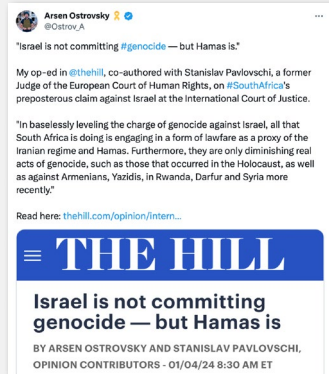 Arsen Ostrovsky
@Ostrov_A
"Israel is not committing #genocide — but Hamas is."
My op-ed in @thehill, co-authored with Stanislav Pavlovschi, a former
Judge of the European Court of Human Rights, on #SouthAfrica's
preposterous claim against Israel at the International Court of Justice.
"In baselessly leveling the charge of genocide against Israel, all that
South Africa is doing is engaging in a form of lawfare as a proxy of the
Iranian regime and Hamas. Furthermore, they are only diminishing real
acts of genocide, such as those that occurred in the Holocaust, as well
as against Armenians, Yazidis, in Rwanda, Darfur and Syria more
recently."
Read here: thehill.com/opinion/intern...
THE HILL
Israel is not committing
genocide — but Hamas is
BY ARSEN OSTROVSKY AND STANISLAV PAVLOVSCHI,
OPINION CONTRIBUTORS - 01/04/24 8:30 AM ET